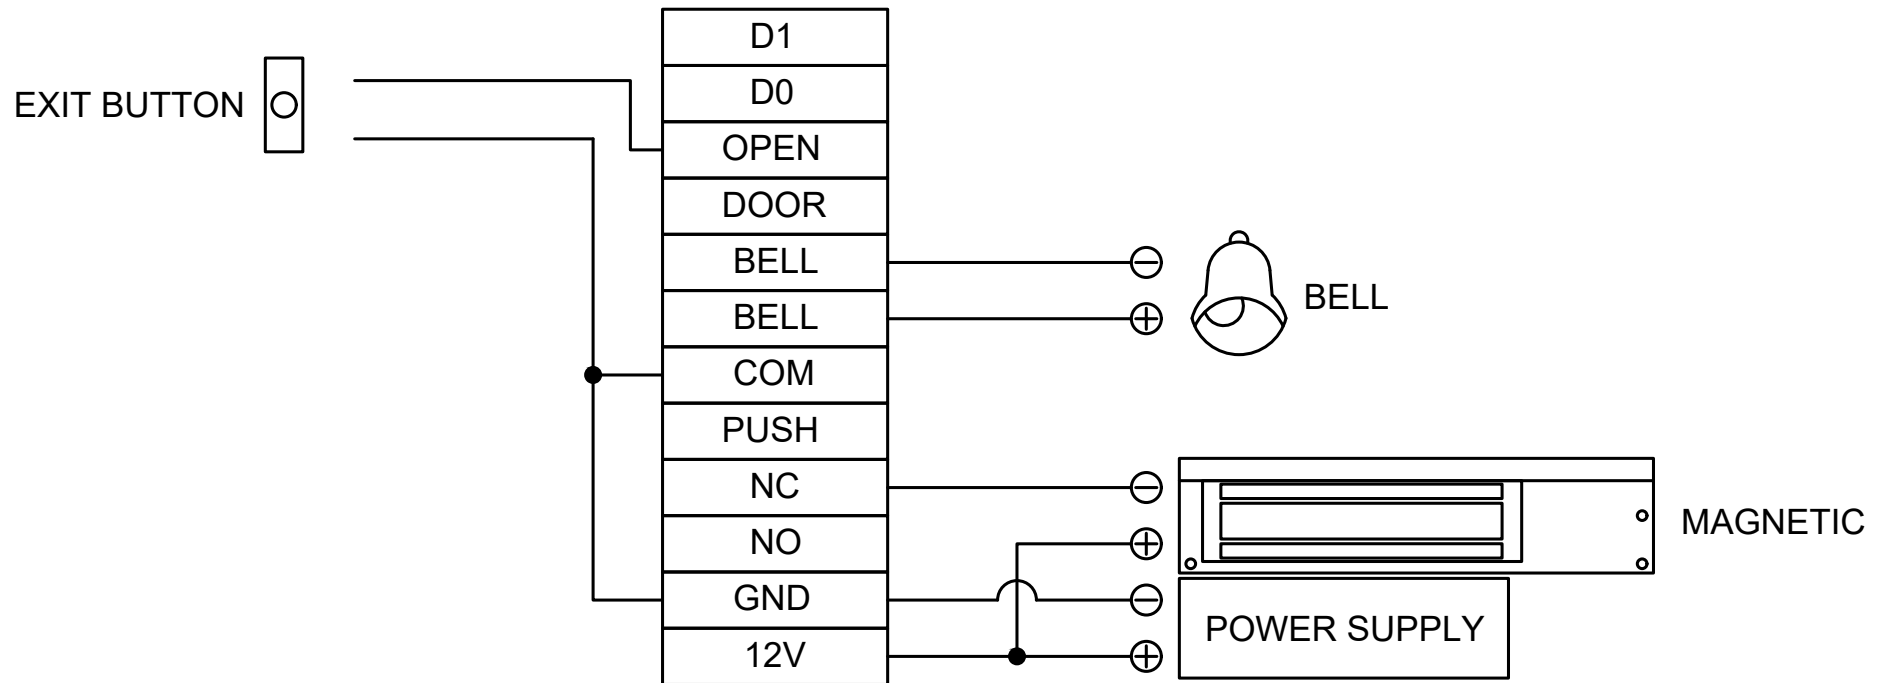 EXIT BUTTON
D1
D0
OPEN
DOOR
BELL
BELL
COM
PUSH
NC
NO
GND
12V
BELL
MAGNETIC
POWER SUPPLY